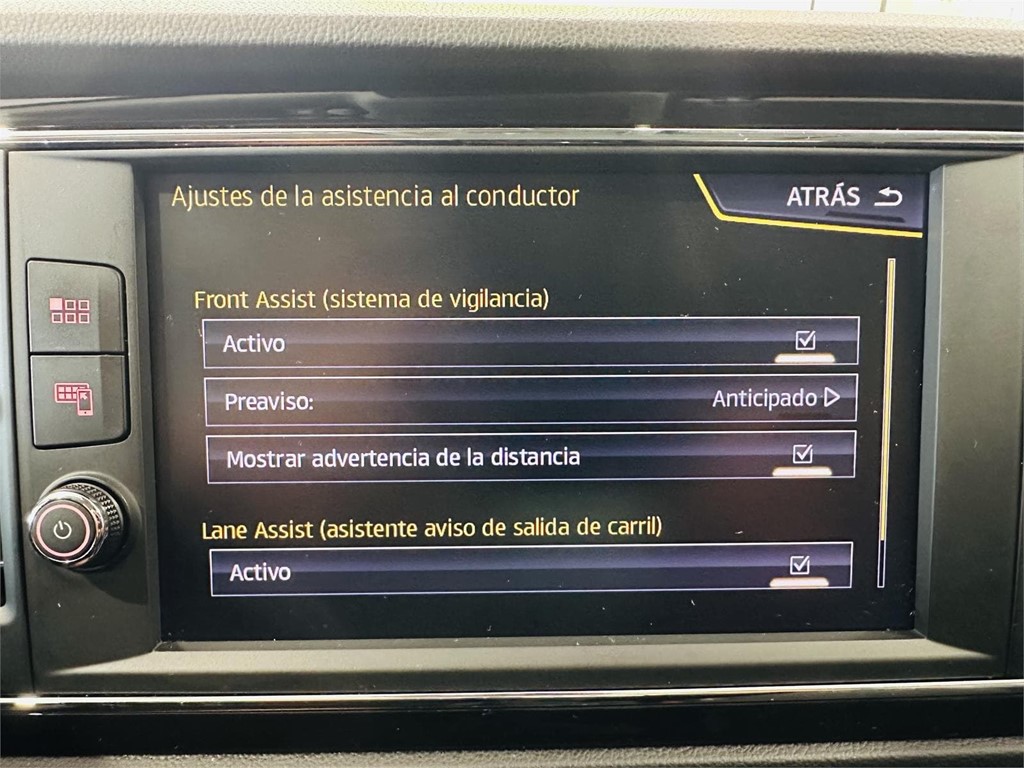 Ajustes de la asistencia al conductor
ATRÁS
Front Assist (sistema de vigilancia)
Activo
Preaviso: Anticipado
Mostrar advertencia de la distancia
Lane Assist (asistente aviso de salida de carril)
Activo